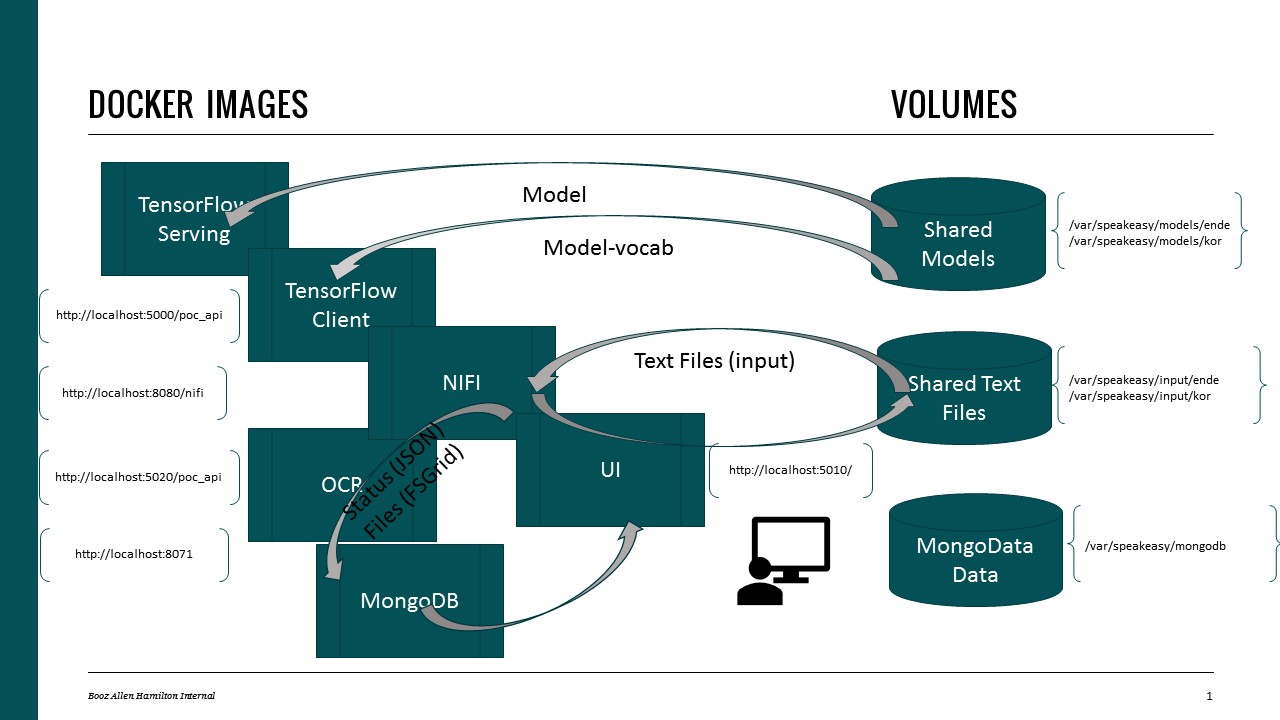 DOCKER IMAGES
VOLUMES
TensorFlow
Serving
Model
Shared
Models
/var/speakeasy/models/ende
/var/speakeasy/models/kor
Model-vocab
TensorFlow
Client
http://localhost:5000/poc_api
NIFI
Text Files (input)
Shared Text
Files
/var/speakeasy/input/ende
/var/speakeasy/input/kor
http://localhost:8080/nifi
OCR
Status (JSON)
Files (FSGrid)
UI
http://localhost:5010/
http://localhost:5020/poc_api
http://localhost:8071
MongoDB
MongoData
Data
/var/speakeasy/mongodb
Booz Allen Hamilton Internal
1